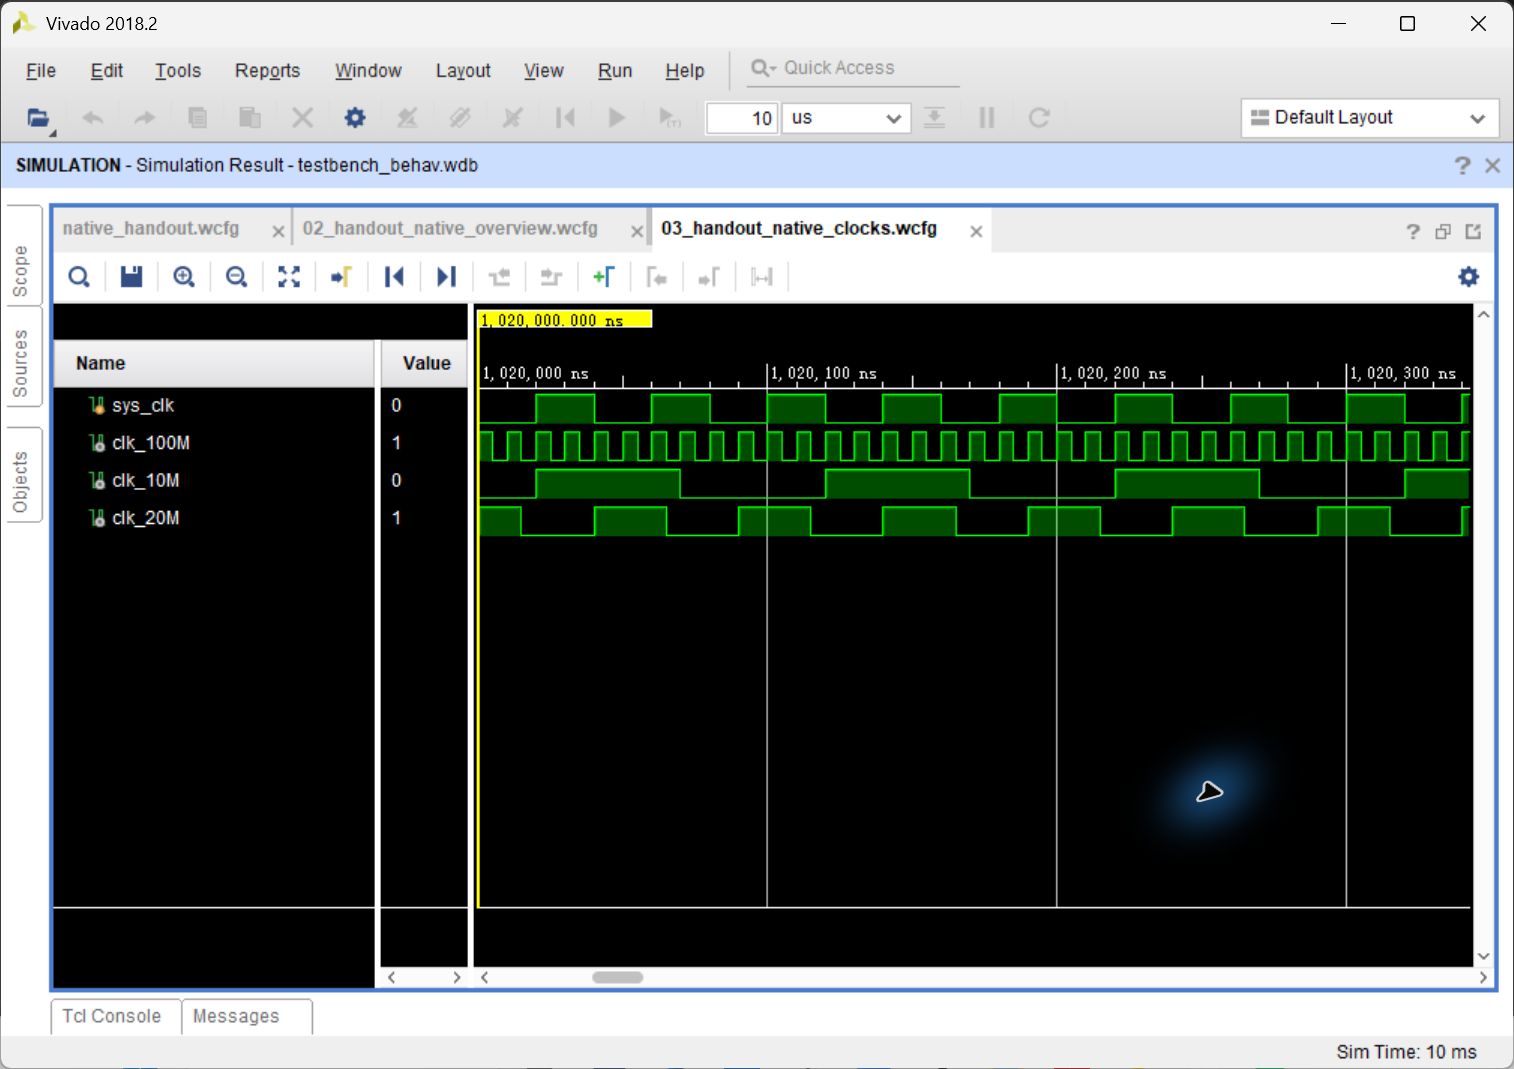 Vivado 2018.2
File Edit Tools Reports Window Layout View Run Help Quick Access
10 us Default Layout
SIMULATION - Simulation Result - testbench_behav.wdb
native_handout.wcfg 02_handout_native_overview.wcfg 03_handout_native_clocks.wcfg
Scope
Sources
Objects
1,020,000.000 ns
Name Value
1,020,000 ns 1,020,100 ns 1,020,200 ns 1,020,300 ns
sys_clk 0
clk_100M 1
clk_10M 0
clk_20M 1
Tcl Console Messages
Sim Time: 10 ms